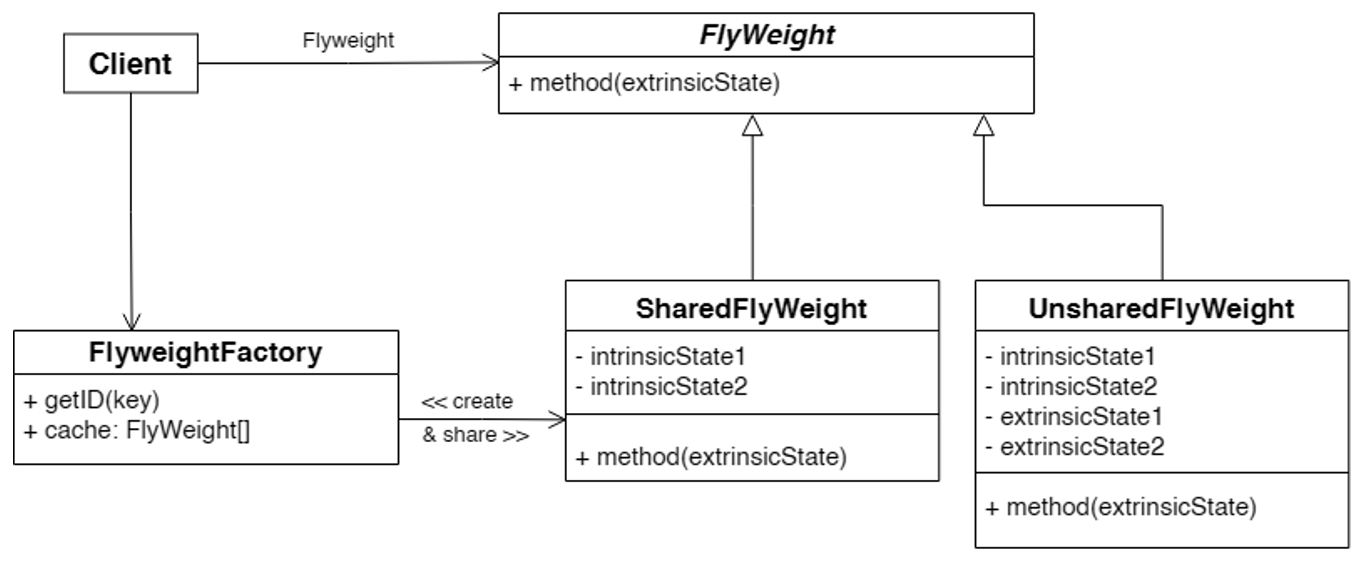 Client
Flyweight
FlyWeight
+ method(extrinsicState)
FlyweightFactory
+ getID(key)
+ cache: FlyWeight[]
<< create
& share >>
SharedFlyWeight
- intrinsicState1
- intrinsicState2
+ method(extrinsicState)
UnsharedFlyWeight
- intrinsicState1
- intrinsicState2
- extrinsicState1
- extrinsicState2
+ method(extrinsicState)